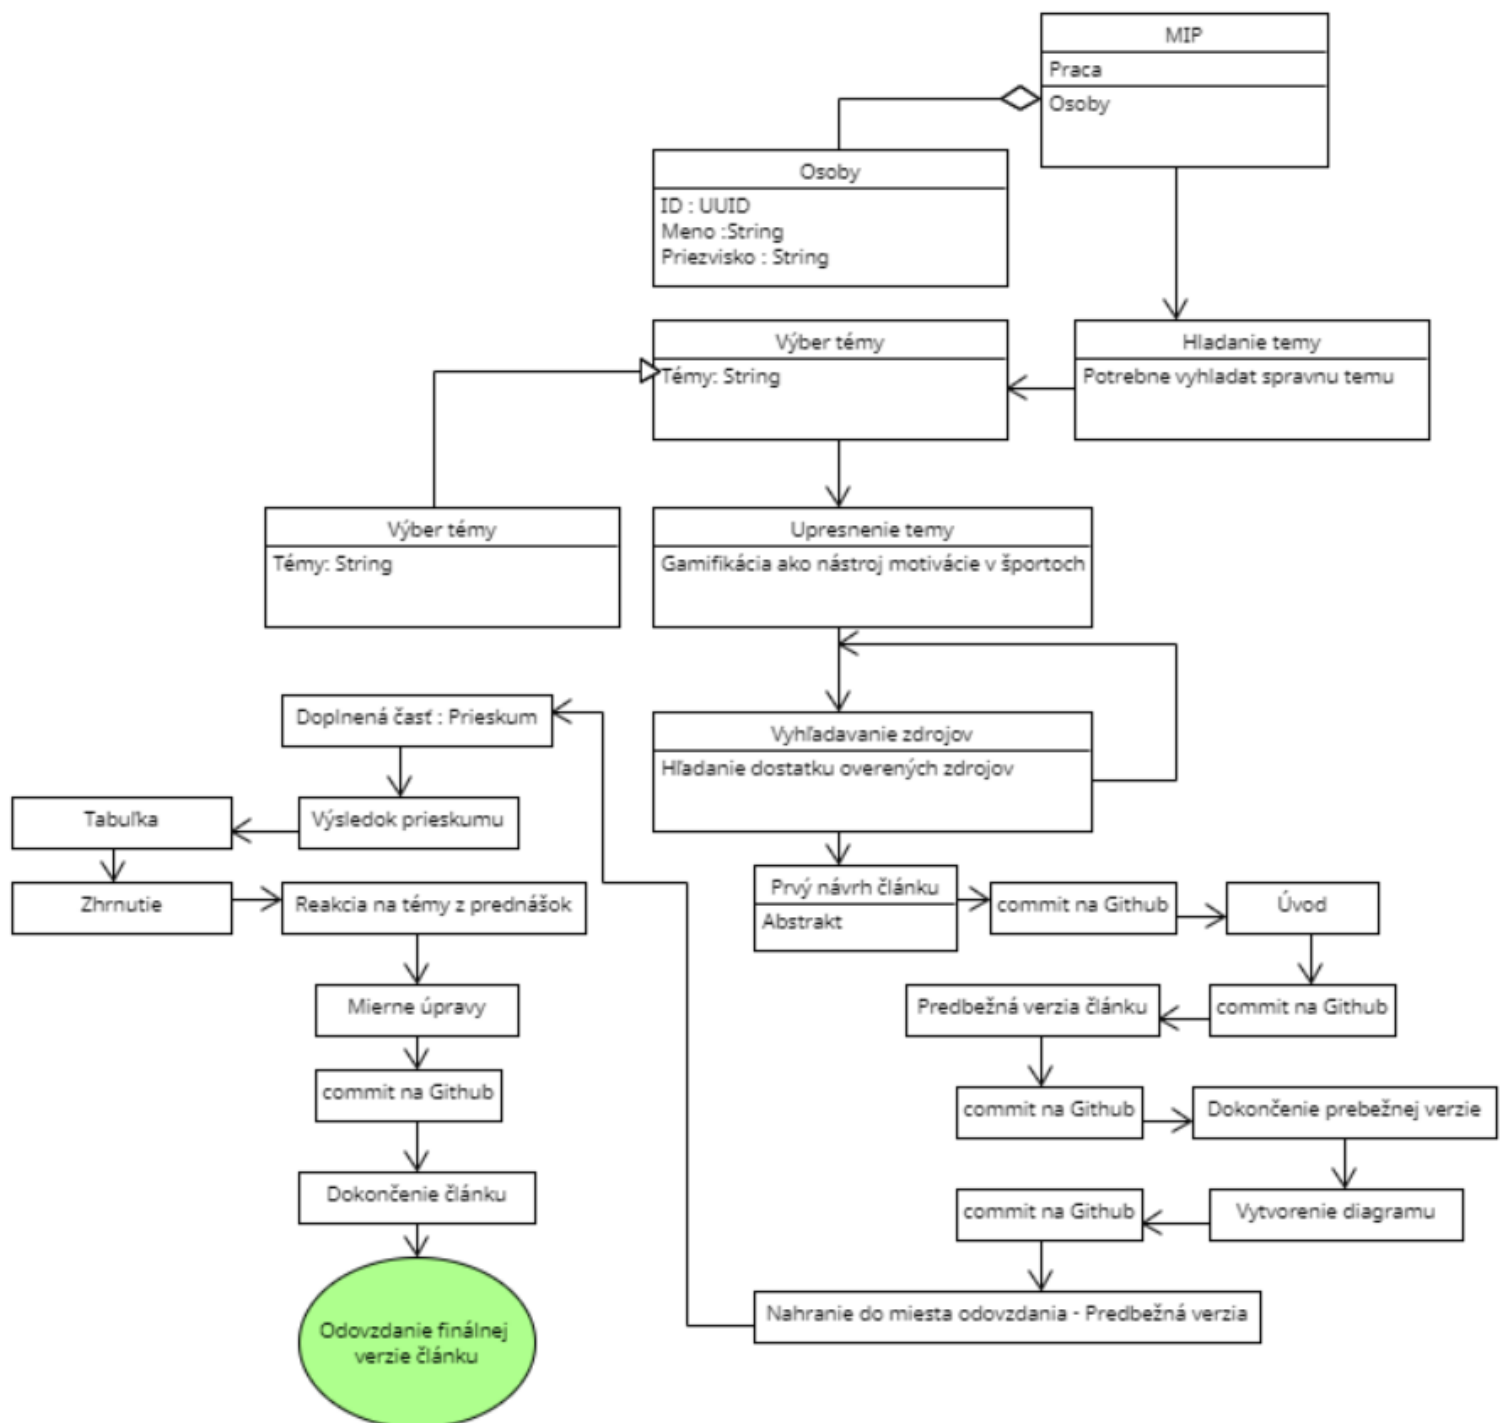 MIP
Praca
Osoby
Osoby
ID : UUID
Meno :String
Priezvisko : String
Výber témy
Témy: String
Hladanie temy
Potrebne vyhladat spravnu temu
Výber témy
Témy: String
Upresnenie temy
Gamifikácia ako nástroj motivácie v športoch
Vyhľadavanie zdrojov
Hľadanie dostatku overených zdrojov
Prvý návrh článku
Abstrakt
commit na Github
Úvod
commit na Github
Predbežná verzia článku
commit na Github
Dokončenie prebežnej verzie
Vytvorenie diagramu
commit na Github
Nahranie do miesta odovzdania - Predbežná verzia
Doplnená časť : Prieskum
Výsledok prieskumu
Tabuľka
Zhrnutie
Reakcia na témy z prednášok
Mierne úpravy
commit na Github
Dokončenie článku
Odovzdanie finálnej
verzie článku